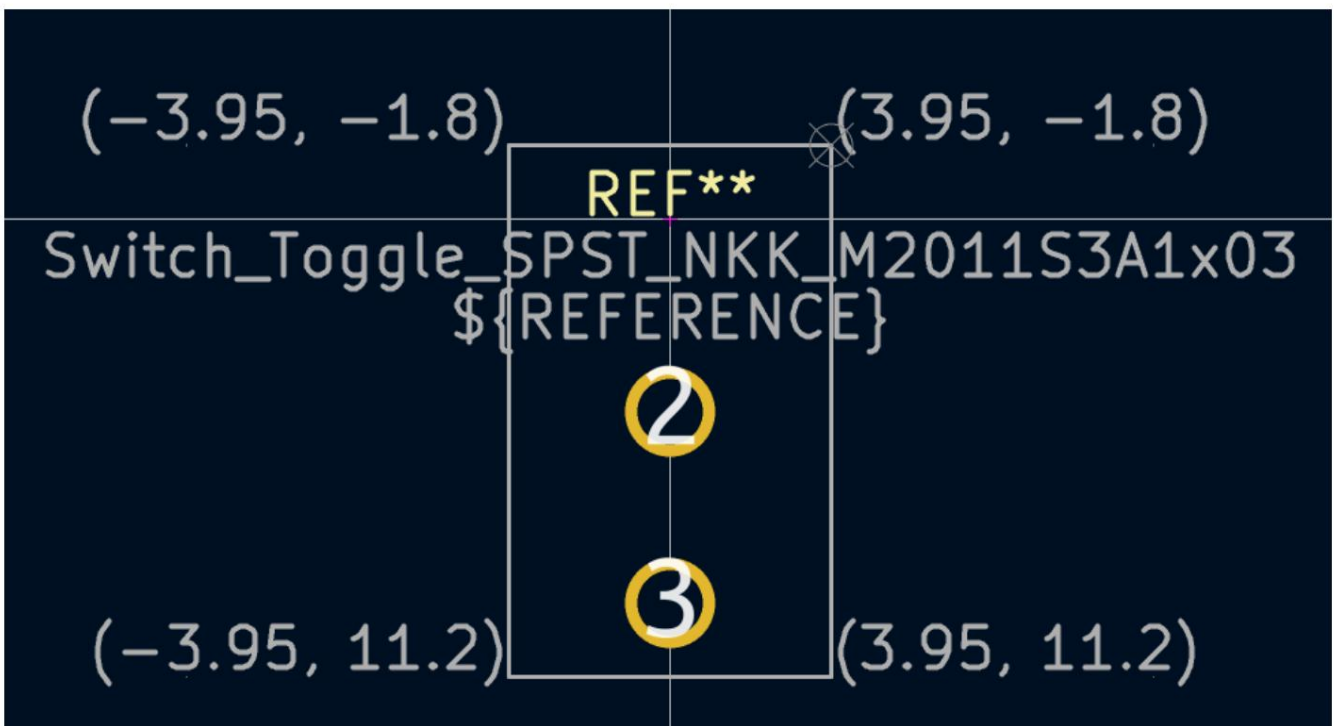 (-3.95, -1.8) (3.95, -1.8)
REF**
Switch_Toggle_SPST_NKK_M2011S3A1x03
${REFERENCE}
2
3
(-3.95, 11.2) (3.95, 11.2)